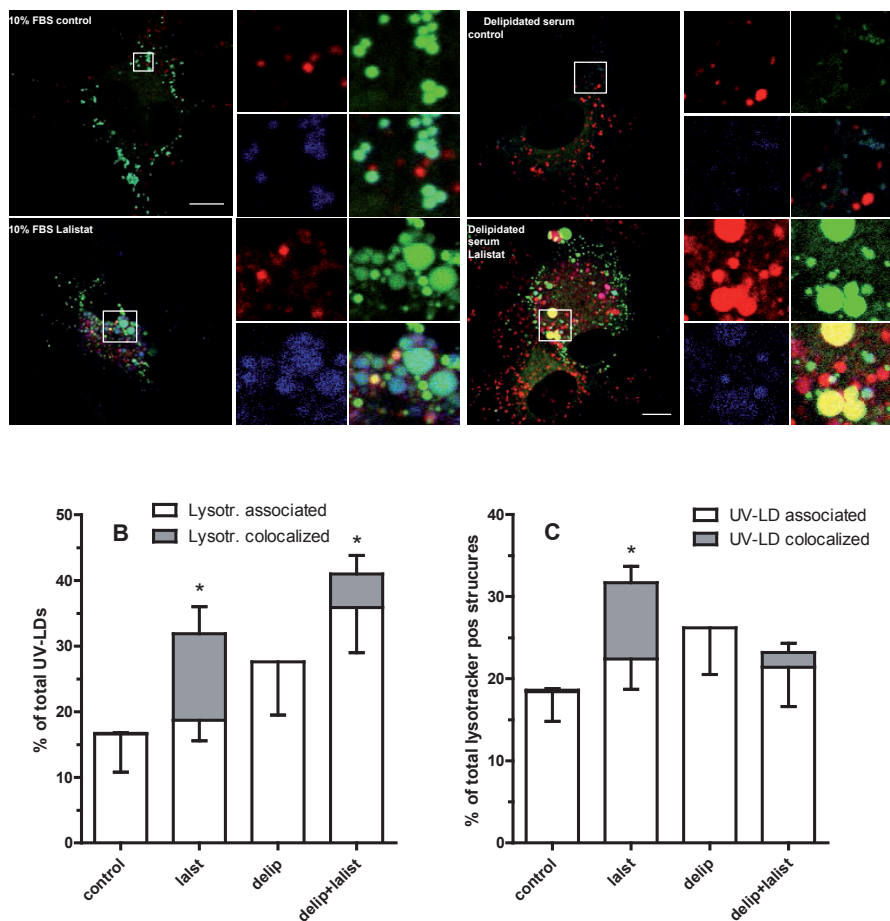 10% FBS control
Delipidated serum
control
10% FBS Lalistat
Delipidated
serum
Lalistat
B
Lysotr. associated
Lysotr. colocalized
% of total UV-LDs
50
40
30
20
10
0
*
*
control
lalst
delip
delip+lalist
C
UV-LD associated
UV-LD colocalized
% of total lysotracker pos strucures
40
30
20
10
0
*
control
lalst
delip
delip+lalist